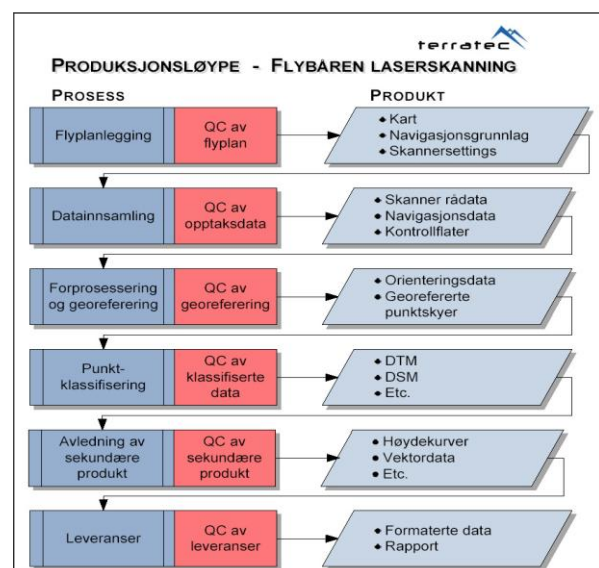 terratec
PRODUKSJONSLØYPE - FLYBÅREN LASERSKANNING
PROSESS
PRODUKT
Flyplanlegging
QC av
flyplan
• Kart
• Navigasjonsgrunnlag
• Skannersettings
Datainnsamling
QC av
opptaksdata
• Skanner rådata
• Navigasjonsdata
• Kontrollflater
Forprosessering
og georeferering
QC av
georefering
• Orienteringsdata
• Georefererte
punktskyer
Punkt-
klassifisering
QC av
klassifiserte
data
• DTM
• DSM
• Etc.
Avledning av
sekundære
produkt
QC av
sekundære
produkt
• Høydekurver
• Vektordata
• Etc.
Leveranser
QC av
leveranser
• Formaterte data
• Rapport